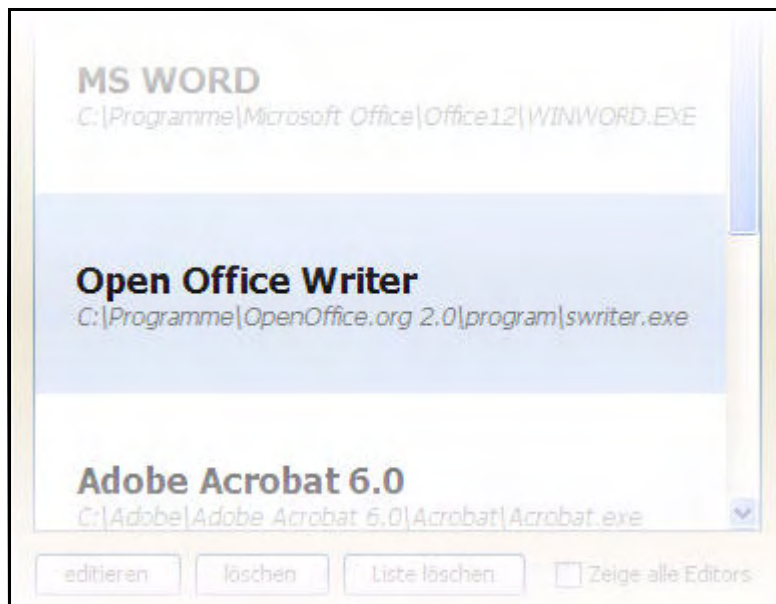 MS WORD
C:\Programme\Microsoft Office\Office12\WINWORD.EXE
Open Office Writer
C:\Programme\OpenOffice.org 2.0\program\swriter.exe
Adobe Acrobat 6.0
C:\Adobe\Adobe Acrobat 6.0\Acrobat\Acrobat.exe
editieren löschen Liste löschen Zeige alle Editors